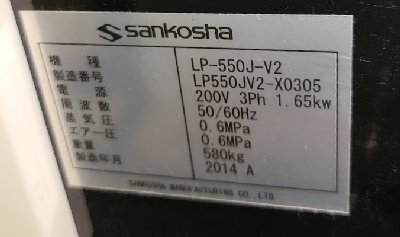 sankosha
機種 LP-550J-V2
製造番号 LP550JV2-X0305
電源 200V 3Ph 1.65kw
周波数 50/60Hz
蒸気圧 0.6MPa
エアー圧 0.6MPa
重量 580kg
製造年月 2014 A
SANKOSHA MANUFACTURING CO., LTD.